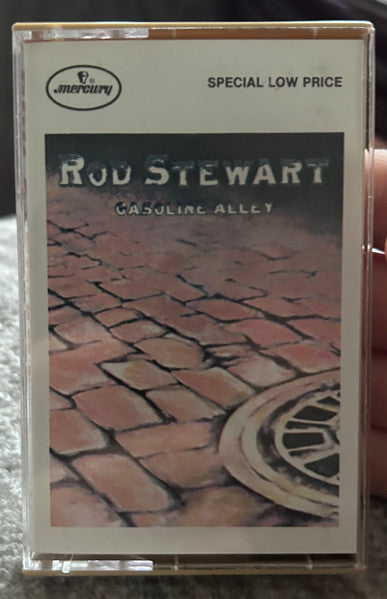 mercury
®
SPECIAL LOW PRICE
ROD STEWART
GASOLINE ALLEY